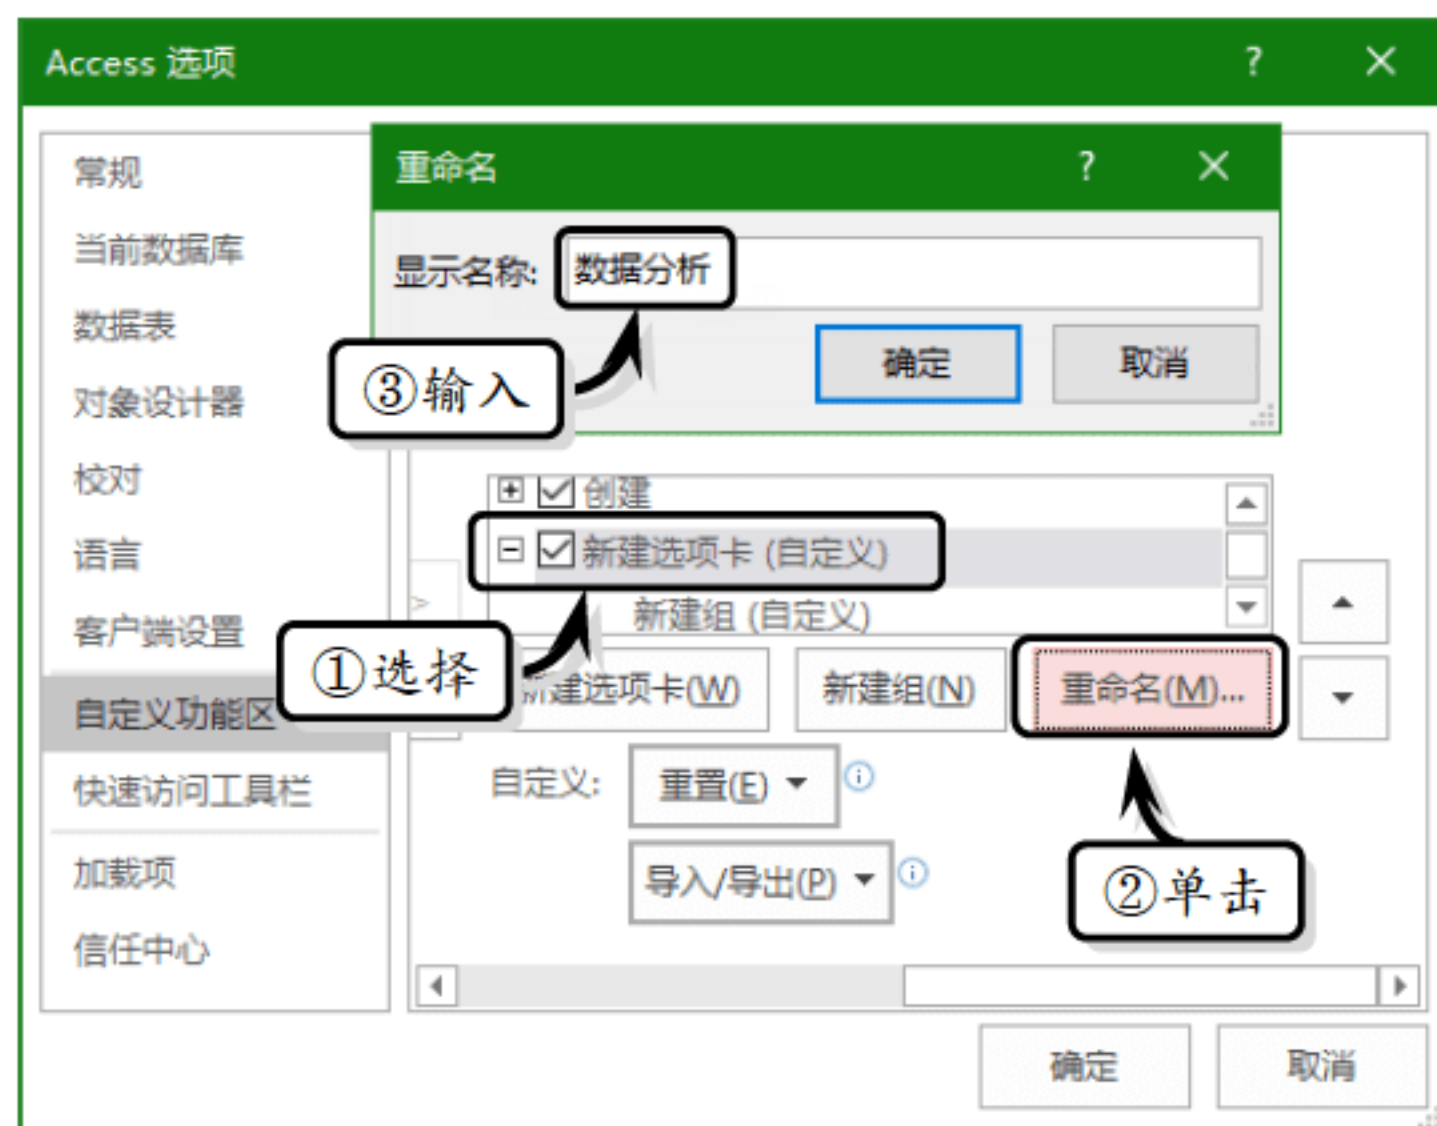 Access 选项
?
常规
当前数据库
数据表
对象设计器
校对
语言
客户端设置
自定义功能区
快速访问工具栏
加载项
信任中心
重命名
?
显示名称: 数据分析
确定
取消
③输入
创建
新建选项卡 (自定义)
新建组 (自定义)
①选择
新建选项卡(W)
新建组(N)
重命名(M)...
自定义:
重置(E)
导入/导出(P)
②单击
确定
取消